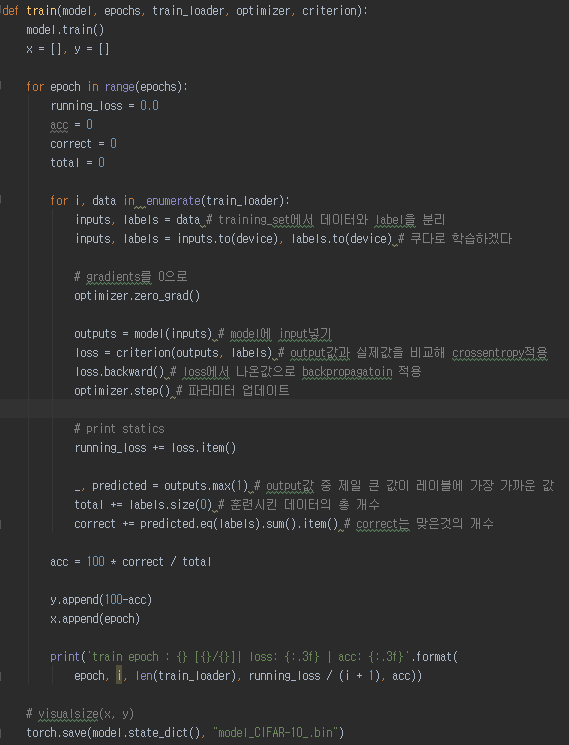 def train(model, epochs, train_loader, optimizer, criterion):
    model.train()
    x = [], y = []

    for epoch in range(epochs):
        running_loss = 0.0
        acc = 0
        correct = 0
        total = 0

        for i, data in enumerate(train_loader):
            inputs, labels = data # training_set에서 데이터와 label을 분리
            inputs, labels = inputs.to(device), labels.to(device) # 쿠다로 학습하겠다

            # gradients를 0으로
            optimizer.zero_grad()

            outputs = model(inputs) # model에 input넣기
            loss = criterion(outputs, labels) # output값과 실제값을 비교해 crossentropy적용
            loss.backward() # loss에서 나온값으로 backpropagatoin 적용
            optimizer.step() # 파라미터 업데이트

            # print statics
            running_loss += loss.item()

            _, predicted = outputs.max(1) # output값 중 제일 큰 값이 레이블에 가장 가까운 값
            total += labels.size(0) # 훈련시킨 데이터의 총 개수
            correct += predicted.eq(labels).sum().item() # correct는 맞은것의 개수

        acc = 100 * correct / total

        y.append(100-acc)
        x.append(epoch)

        print('train epoch : {} [{}/{}]| loss: {:.3f} | acc: {:.3f}'.format(
            epoch, i, len(train_loader), running_loss / (i + 1), acc))

    # visualsize(x, y)
    torch.save(model.state_dict(), "model_CIFAR-10_.bin")